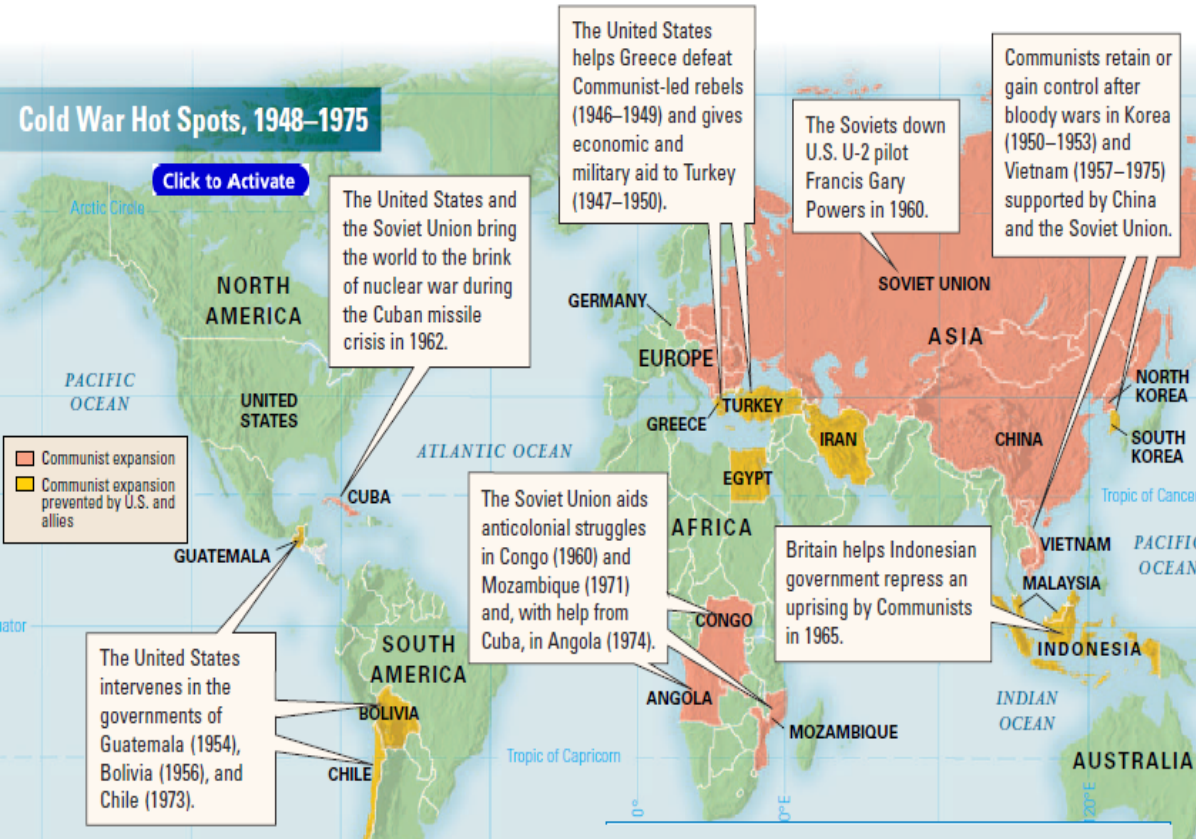 Cold War Hot Spots, 1948–1975
Click to Activate
Arctic Circle
The United States and
the Soviet Union bring
the world to the brink
of nuclear war during
the Cuban missile
crisis in 1962.
The United States
helps Greece defeat
Communist-led rebels
(1946–1949) and gives
economic and
military aid to Turkey
(1947–1950).
The Soviets down
U.S. U-2 pilot
Francis Gary
Powers in 1960.
Communists retain or
gain control after
bloody wars in Korea
(1950–1953) and
Vietnam (1957–1975)
supported by China
and the Soviet Union.
NORTH
AMERICA
GERMANY
SOVIET UNION
ASIA
EUROPE
PACIFIC
OCEAN
UNITED
STATES
NORTH
KOREA
TURKEY
GREECE
IRAN
CHINA
SOUTH
KOREA
ATLANTIC OCEAN
Communist expansion
Communist expansion
prevented by U.S. and
allies
EGYPT
CUBA
Tropic of Cancer
The Soviet Union aids
anticolonial struggles
in Congo (1960) and
Mozambique (1971)
and, with help from
Cuba, in Angola (1974).
AFRICA
Britain helps Indonesian
government repress an
uprising by Communists
in 1965.
GUATEMALA
VIETNAM
PACIFIC
OCEAN
MALAYSIA
CONGO
uator
SOUTH
AMERICA
INDONESIA
The United States
intervenes in the
governments of
Guatemala (1954),
Bolivia (1956), and
Chile (1973).
BOLIVIA
ANGOLA
MOZAMBIQUE
INDIAN
OCEAN
Tropic of Capricorn
CHILE
AUSTRALIA
0°
°E
120°E